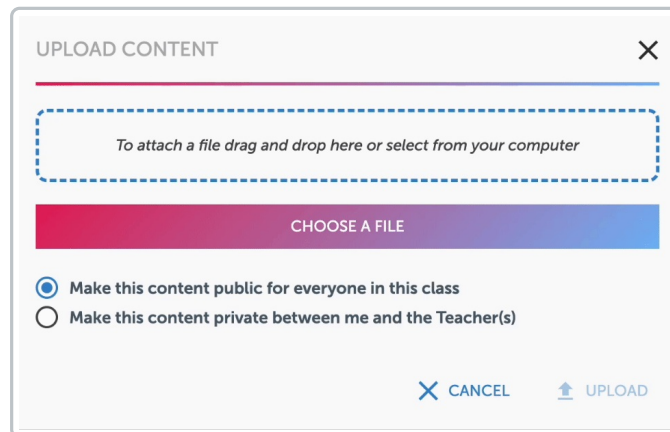 UPLOAD CONTENT
To attach a file drag and drop here or select from your computer
CHOOSE A FILE
Make this content public for everyone in this class
Make this content private between me and the Teacher(s)
CANCEL UPLOAD